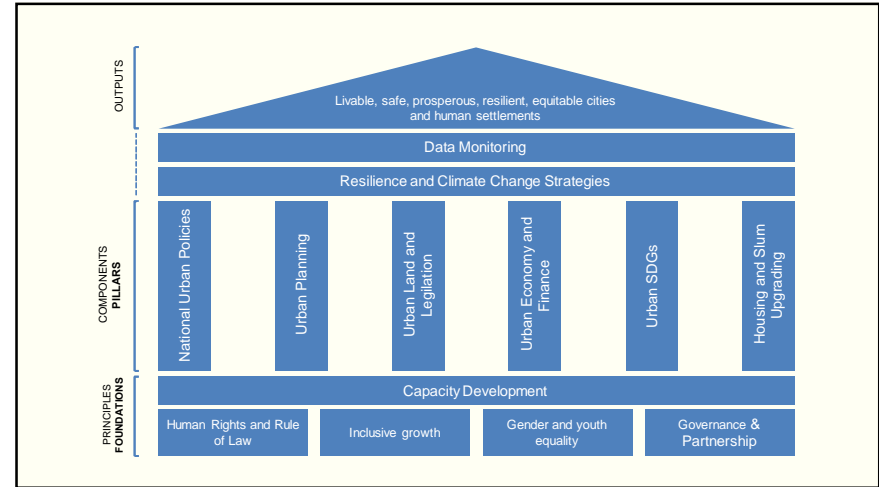 OUTPUTS
Livable, safe, prosperous, resilient, equitable cities
and human settlements
Data Monitoring
Resilience and Climate Change Strategies
COMPONENTS
PILLARS
National Urban Policies
Urban Planning
Urban Land and
Legilation
Urban Economy and
Finance
Urban SDGs
Housing and Slum
Upgrading
PRINCIPLES
FOUNDATIONS
Capacity Development
Human Rights and Rule
of Law
Inclusive growth
Gender and youth
equality
Governance &
Partnership